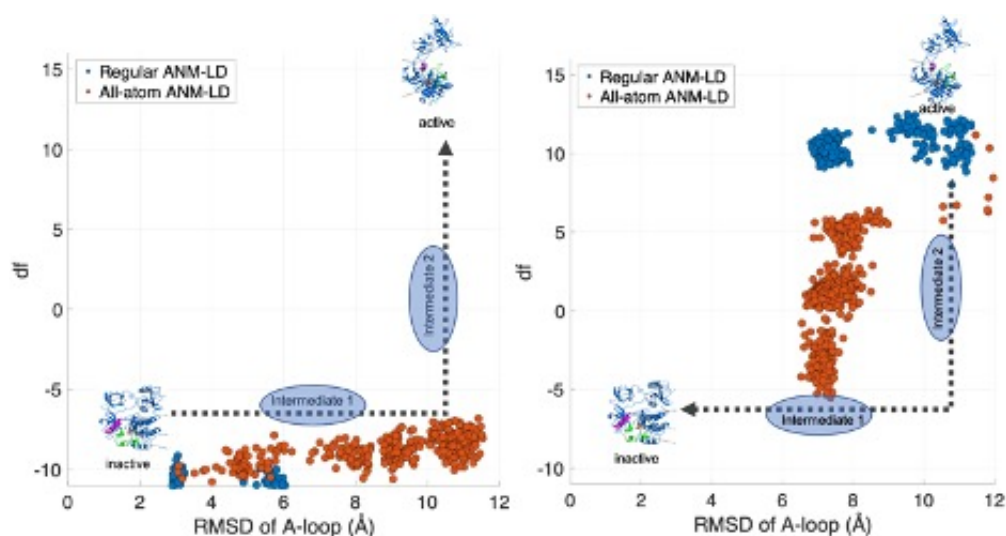 15
10
5
0
-5
-10
df
Regular ANM-LD
All-atom ANM-LD
active
Intermediate 2
Intermediate 1
inactive
0 2 4 6 8 10 12
RMSD of A-loop (Å)
15
10
5
0
-5
-10
df
Regular ANM-LD
All-atom ANM-LD
active
Intermediate 2
Intermediate 1
inactive
0 2 4 6 8 10 12
RMSD of A-loop (Å)